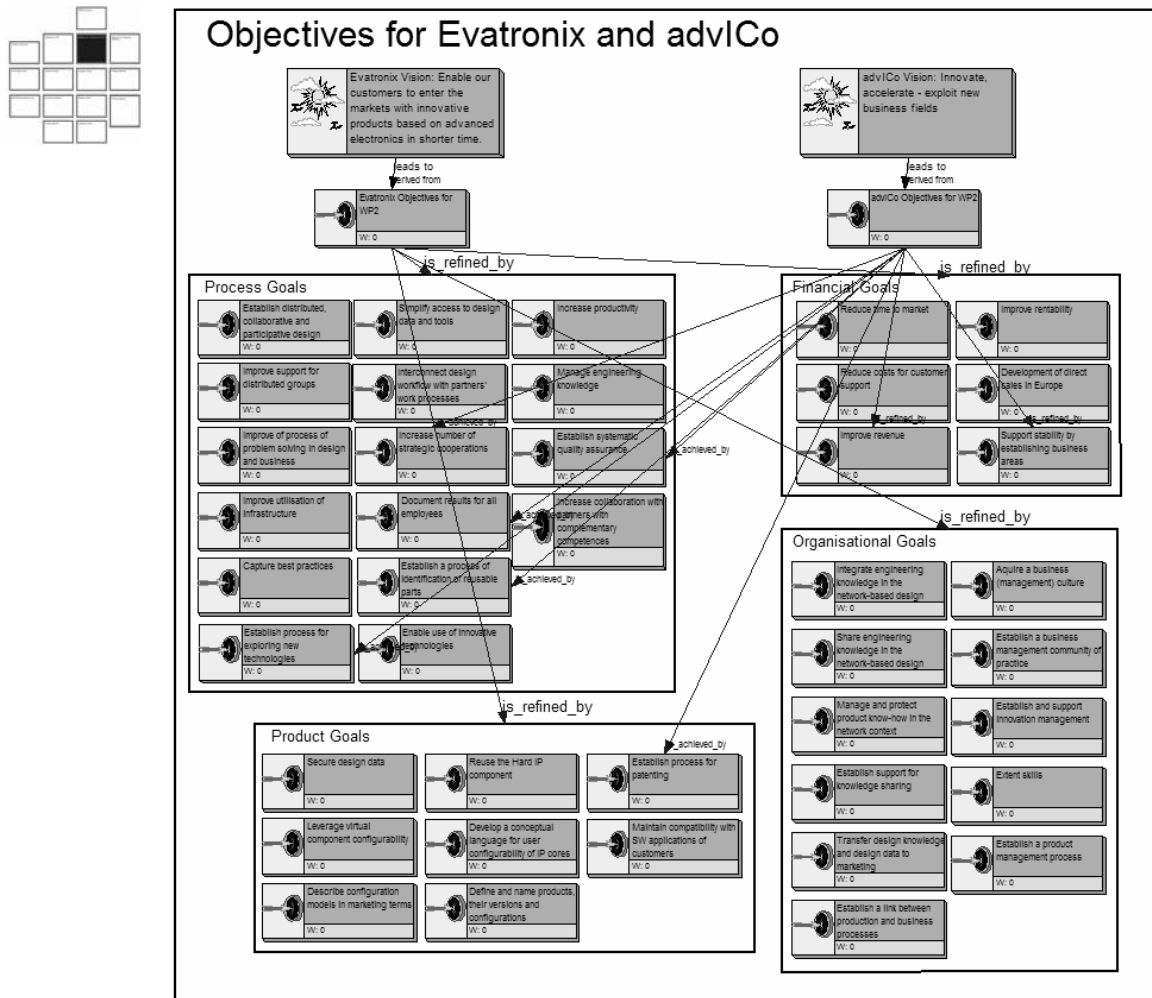 Objectives for Evatronix and advICo
Evatronix Vision: Enable our
customers to enter the
markets with innovative
products based on advanced
electronics in shorter time.
advICo Vision: Innovate,
accelerate - exploit new
business fields
leads to
erived from
leads to
derived from
Evatronix Objectives for
WP2
W: 0
advICo Objectives for WP2
W: 0
is_refined_by
is_refined_by
Process Goals
Establish distributed,
collaborative and
participative design
W: 0
Simplify access to design
data and tools
W: 0
Increase productivity
W: 0
Improve support for
distributed groups
W: 0
Interconnect design
workflow with partners'
work processes
W: 0
Manage engineering
knowledge
W: 0
_achieved_by
Improve of process of
problem solving in design
and business
W: 0
Increase number of
strategic cooperations
W: 0
Establish systematic
quality assurance
W: 0
_achieved_by
Improve utilisation of
infrastructure
W: 0
Document results for all
employees
W: 0
_achieved_by
Increase collaboration with
partners with
complementary
competences
W: 0
Capture best practices
W: 0
Establish a process of
identification of reusable
parts
W: 0
_achieved_by
Establish process for
exploring new
technologies
W: 0
_achieved_by
Enable use of innovative
technologies
W: 0
Financial Goals
Reduce time to market
W: 0
Improve rentability
W: 0
Reduce costs for customer
support
W: 0
Development of direct
sales in Europe
W: 0
s_refined_by
is_refined_by
Improve revenue
W: 0
Support stability by
establishing business
areas
W: 0
is_refined_by
Organisational Goals
Integrate engineering
knowledge in the
network-based design
W: 0
Aquire a business
(management) culture
W: 0
Share engineering
knowledge in the
network-based design
W: 0
Establish a business
management community of
practice
W: 0
Manage and protect
product know-how in the
network context
W: 0
Establish and support
innovation management
W: 0
Establish support for
knowledge sharing
W: 0
Extent skills
W: 0
Transfer design knowledge
and design data to
marketing
W: 0
Establish a product
management process
W: 0
Establish a link between
production and business
processes
W: 0
is_refined_by
Product Goals
_achieved_by
Secure design data
W: 0
Reuse the Hard IP
component
W: 0
Establish process for
patenting
W: 0
Leverage virtual
component configurability
W: 0
Develop a conceptual
language for user
configurability of IP cores
W: 0
Maintain compatibility with
SW applications of
customers
W: 0
Describe configuration
models in marketing terms
W: 0
Define and name products,
their versions and
configurations
W: 0